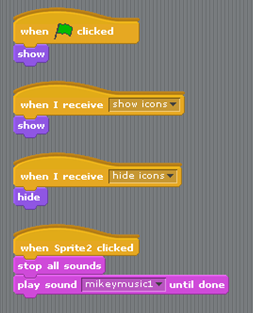 when clicked
show
when I receive show icons
show
when I receive hide icons
hide
when Sprite2 clicked
stop all sounds
play sound mikeymusic1 until done